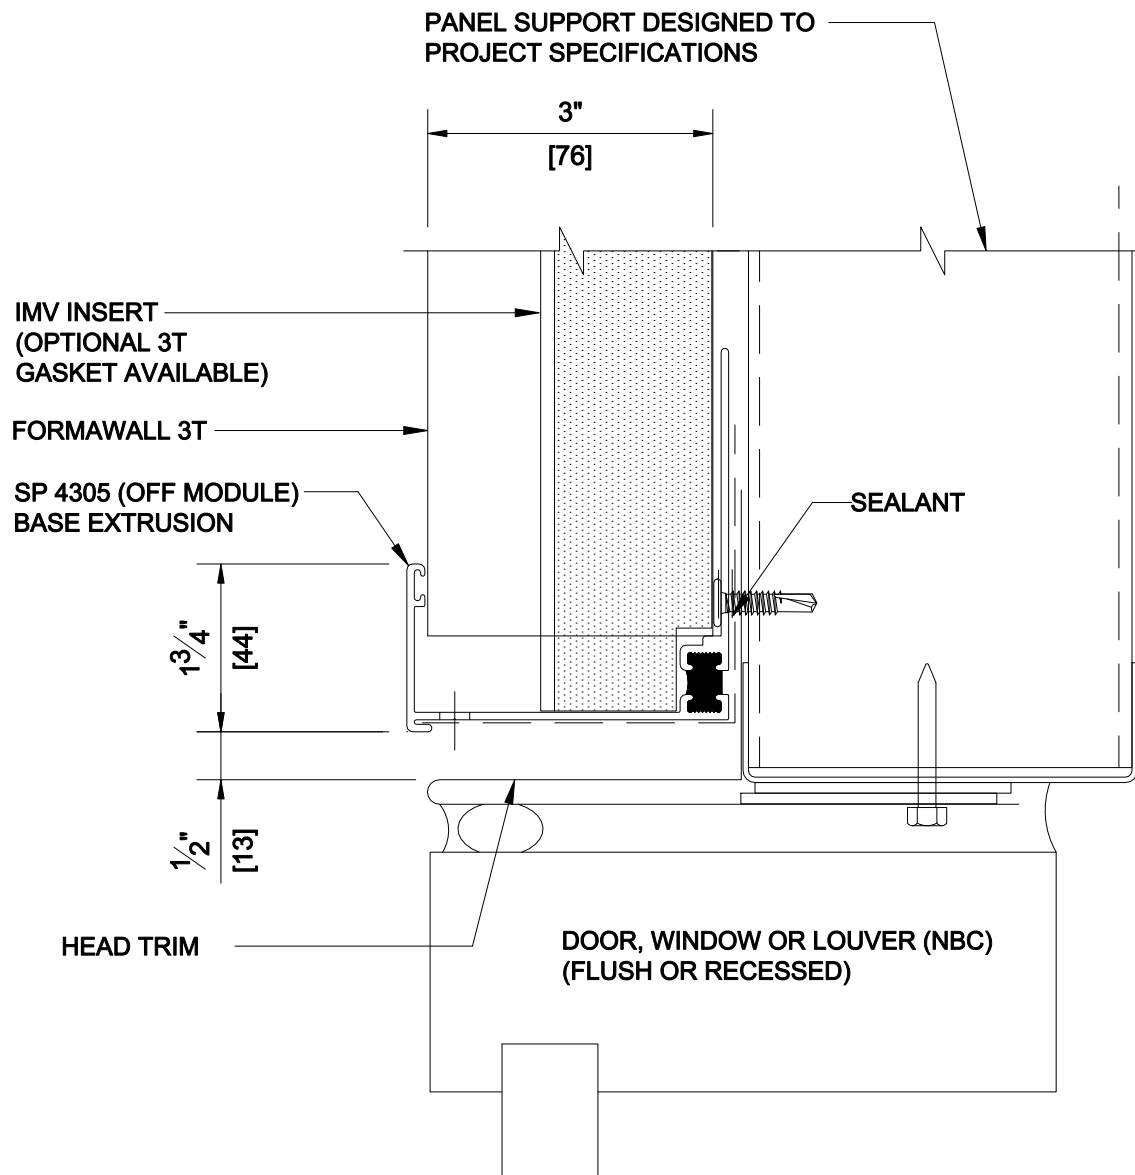 PANEL SUPPORT DESIGNED TO
PROJECT SPECIFICATIONS
3"
[76]
IMV INSERT
(OPTIONAL 3T
GASKET AVAILABLE)
FORMAWALL 3T
SP 4305 (OFF MODULE)
BASE EXTRUSION
SEALANT
1 3/4"
[44]
1/2"
[13]
HEAD TRIM
DOOR, WINDOW OR LOUVER (NBC)
(FLUSH OR RECESSED)